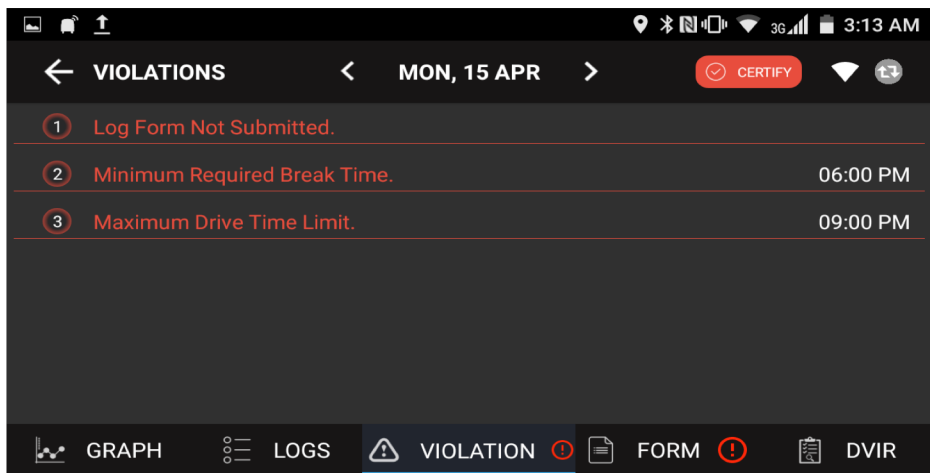 3G 3:13 AM
VIOLATIONS < MON, 15 APR > CERTIFY
1 Log Form Not Submitted.
2 Minimum Required Break Time. 06:00 PM
3 Maximum Drive Time Limit. 09:00 PM
GRAPH LOGS VIOLATION ! FORM ! DVIR